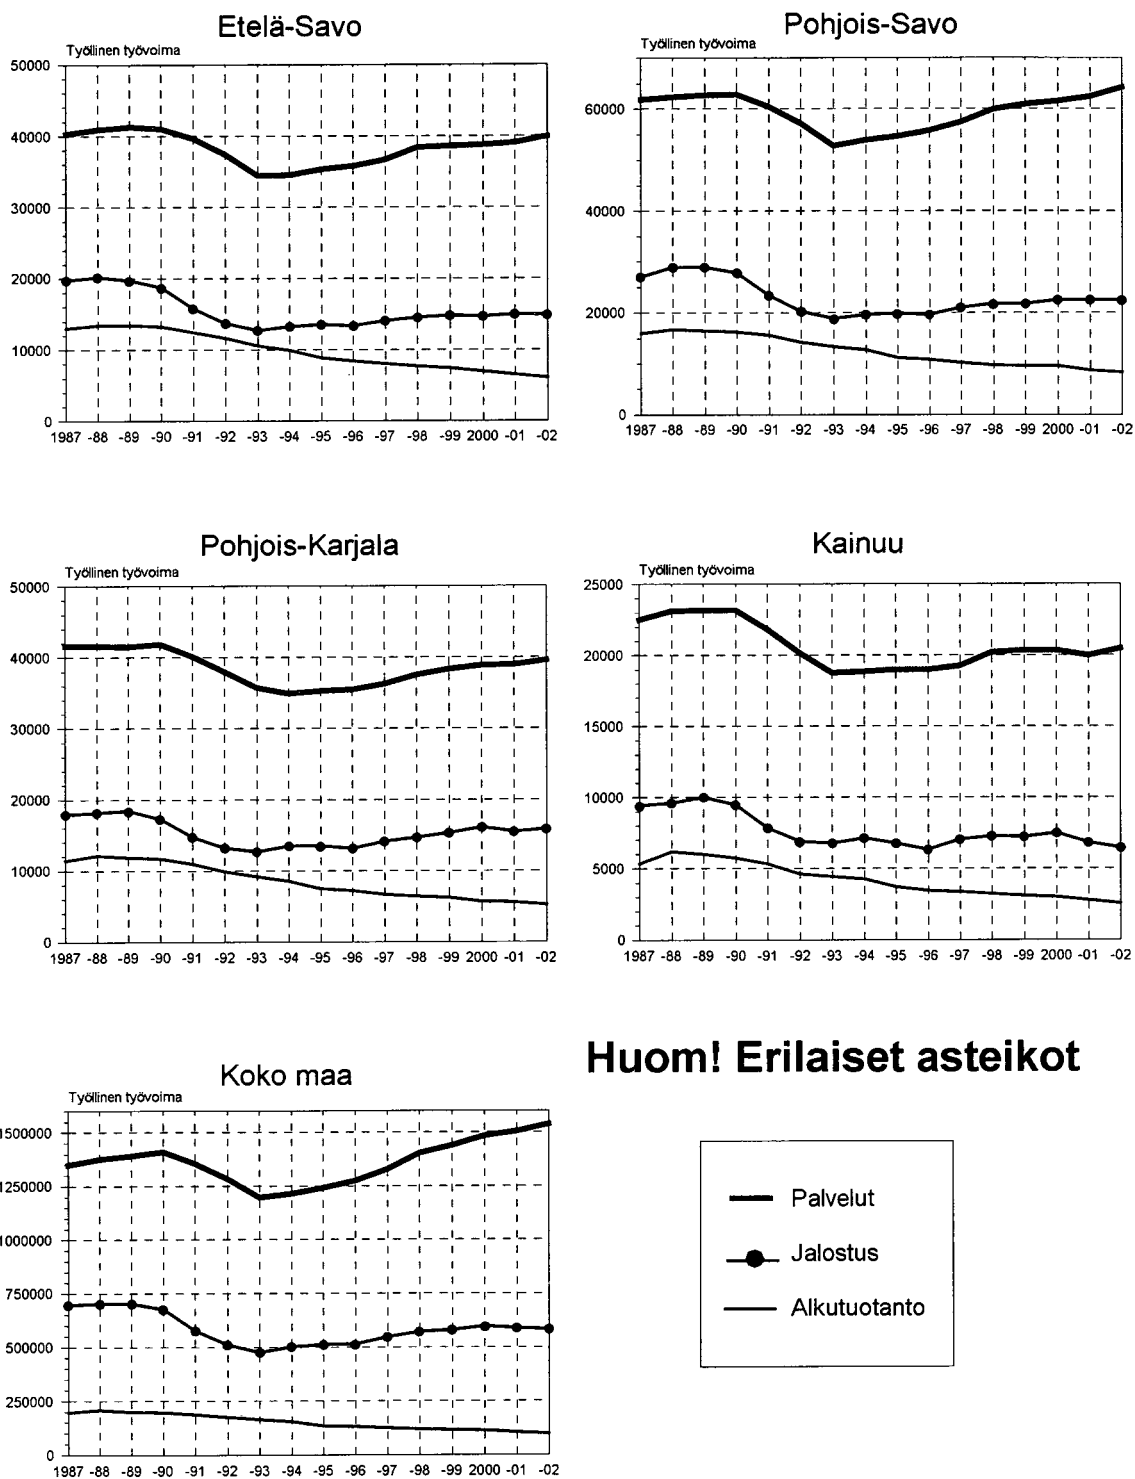 Etelä-Savo
Työllinen työvoima
50000
40000
30000
20000
10000
0
1987 -88 -89 -90 -91 -92 -93 -94 -95 -96 -97 -98 -99 2000 -01 -02
Pohjois-Savo
Työllinen työvoima
60000
40000
20000
0
1987 -88 -89 -90 -91 -92 -93 -94 -95 -96 -97 -98 -99 2000 -01 -02
Pohjois-Karjala
Työllinen työvoima
50000
40000
30000
20000
10000
0
1987 -88 -89 -90 -91 -92 -93 -94 -95 -96 -97 -98 -99 2000 -01 -02
Kainuu
Työllinen työvoima
25000
20000
15000
10000
5000
0
1987 -88 -89 -90 -91 -92 -93 -94 -95 -96 -97 -98 -99 2000 -01 -02
Koko maa
Työllinen työvoima
1500000
1250000
1000000
750000
500000
250000
0
1987 -88 -89 -90 -91 -92 -93 -94 -95 -96 -97 -98 -99 2000 -01 -02
Huom! Erilaiset asteikot
Palvelut
Jalostus
Alkutuotanto